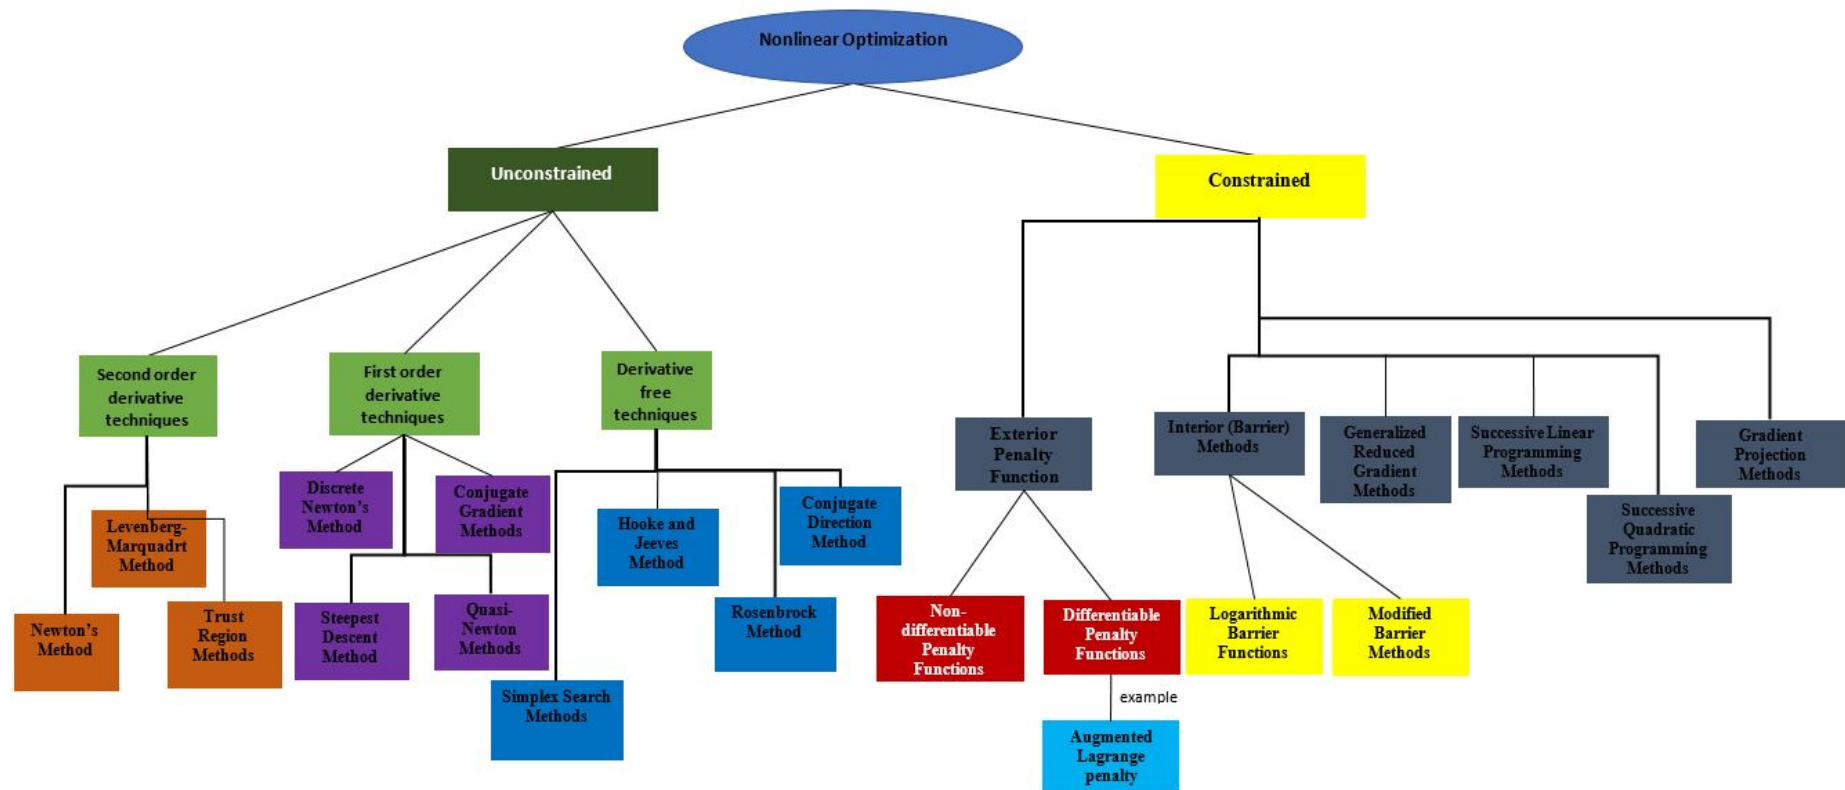 Nonlinear Optimization
Unconstrained
Constrained
Second order
derivative
techniques
First order
derivative
techniques
Derivative
free
techniques
Exterior
Penalty
Function
Interior (Barrier)
Methods
Generalized
Reduced
Gradient
Methods
Successive Linear
Programming
Methods
Gradient
Projection
Methods
Successive
Quadratic
Programming
Methods
Discrete
Newton's
Method
Conjugate
Gradient
Methods
Levenberg-
Marquadrt
Method
Hooke and
Jeeves
Method
Conjugate
Direction
Method
Newton's
Method
Trust
Region
Methods
Steepest
Descent
Method
Quasi-
Newton
Methods
Rosenbrock
Method
Simplex Search
Methods
Non-
differentiable
Penalty
Functions
Differentiable
Penalty
Functions
Logarithmic
Barrier
Functions
Modified
Barrier
Methods
example
Augmented
Lagrange
penalty